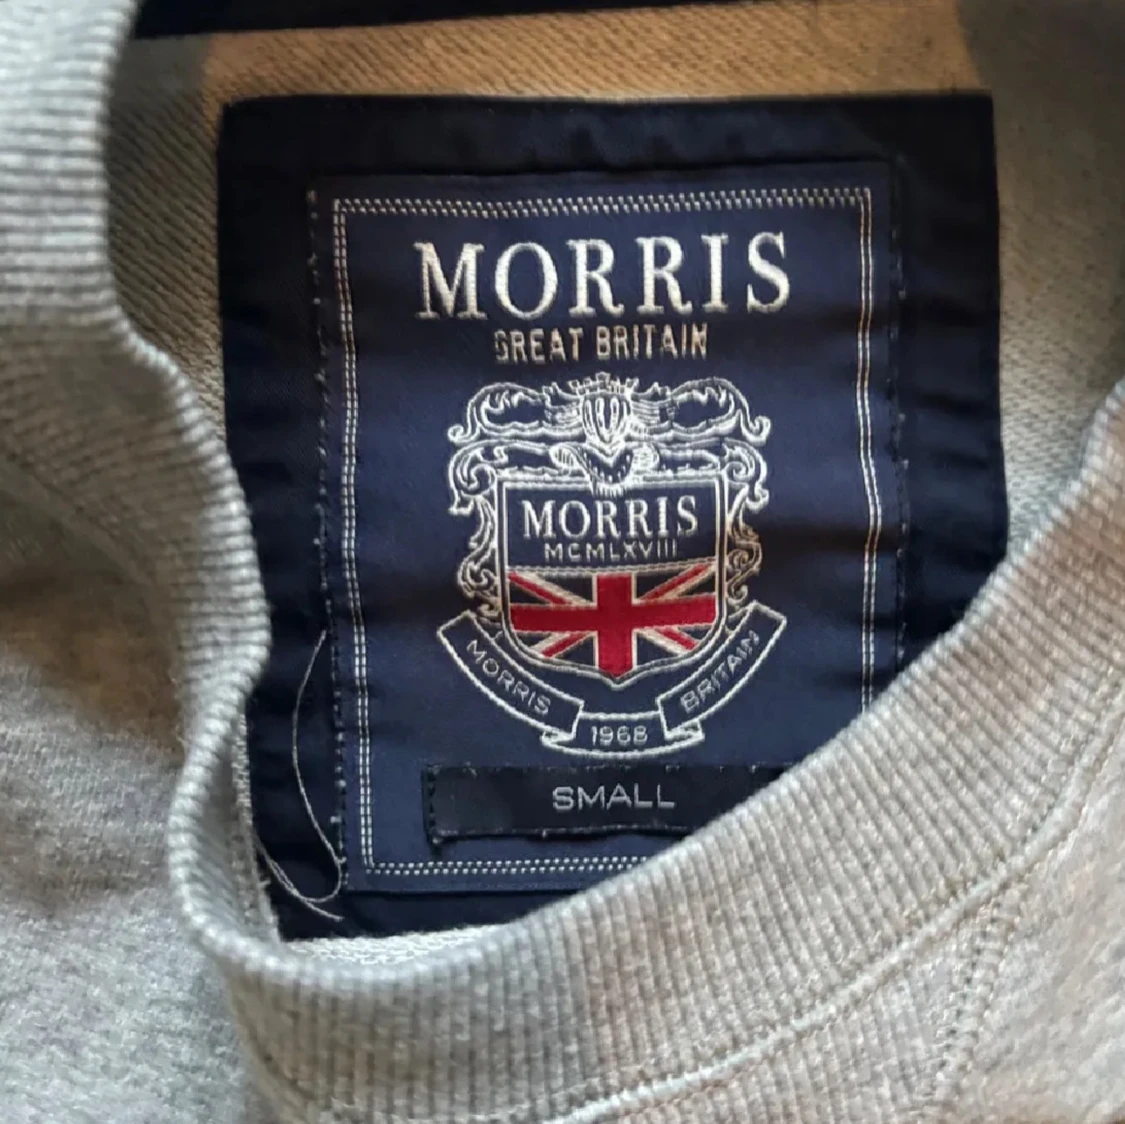 MORRIS
GREAT BRITAIN
MORRIS
MCMLXVIII
MORRIS
1968
BRITAIN
SMALL